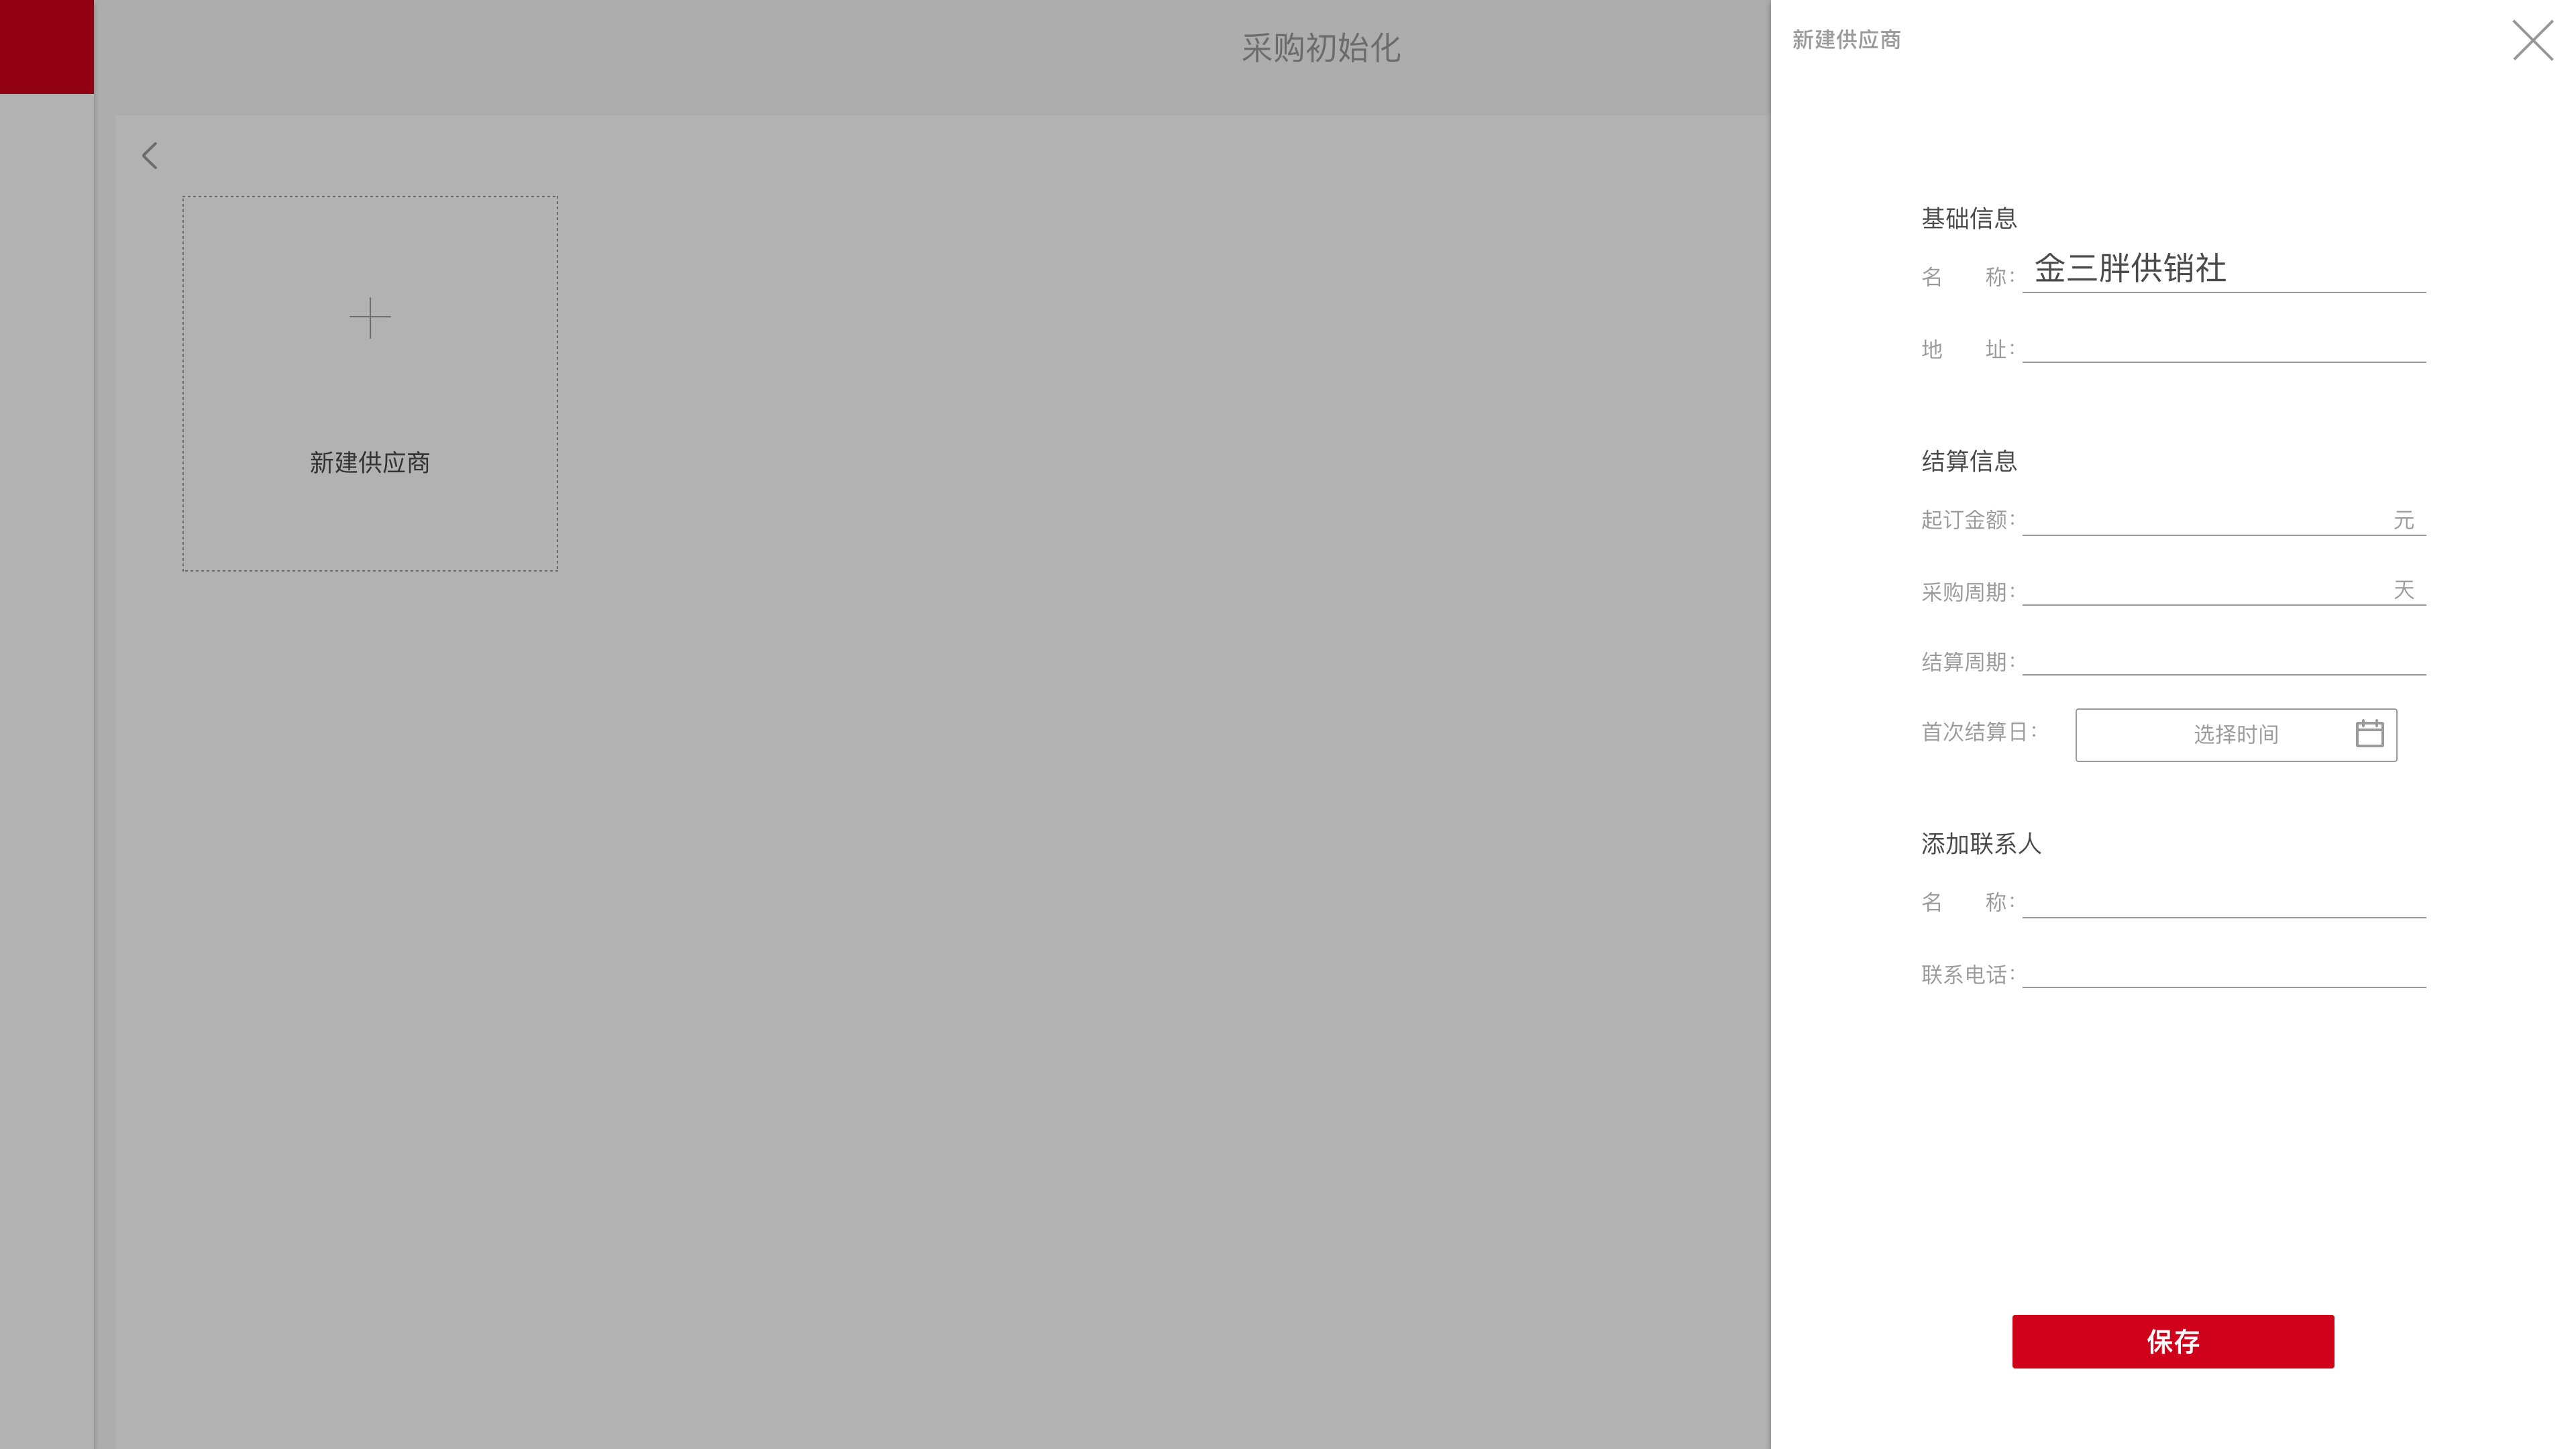 采购初始化
新建供应商
新建供应商
基础信息
名 称: 金三胖供销社
地 址:
结算信息
起订金额: 元
采购周期: 天
结算周期:
首次结算日: 选择时间
添加联系人
名 称:
联系电话:
保存